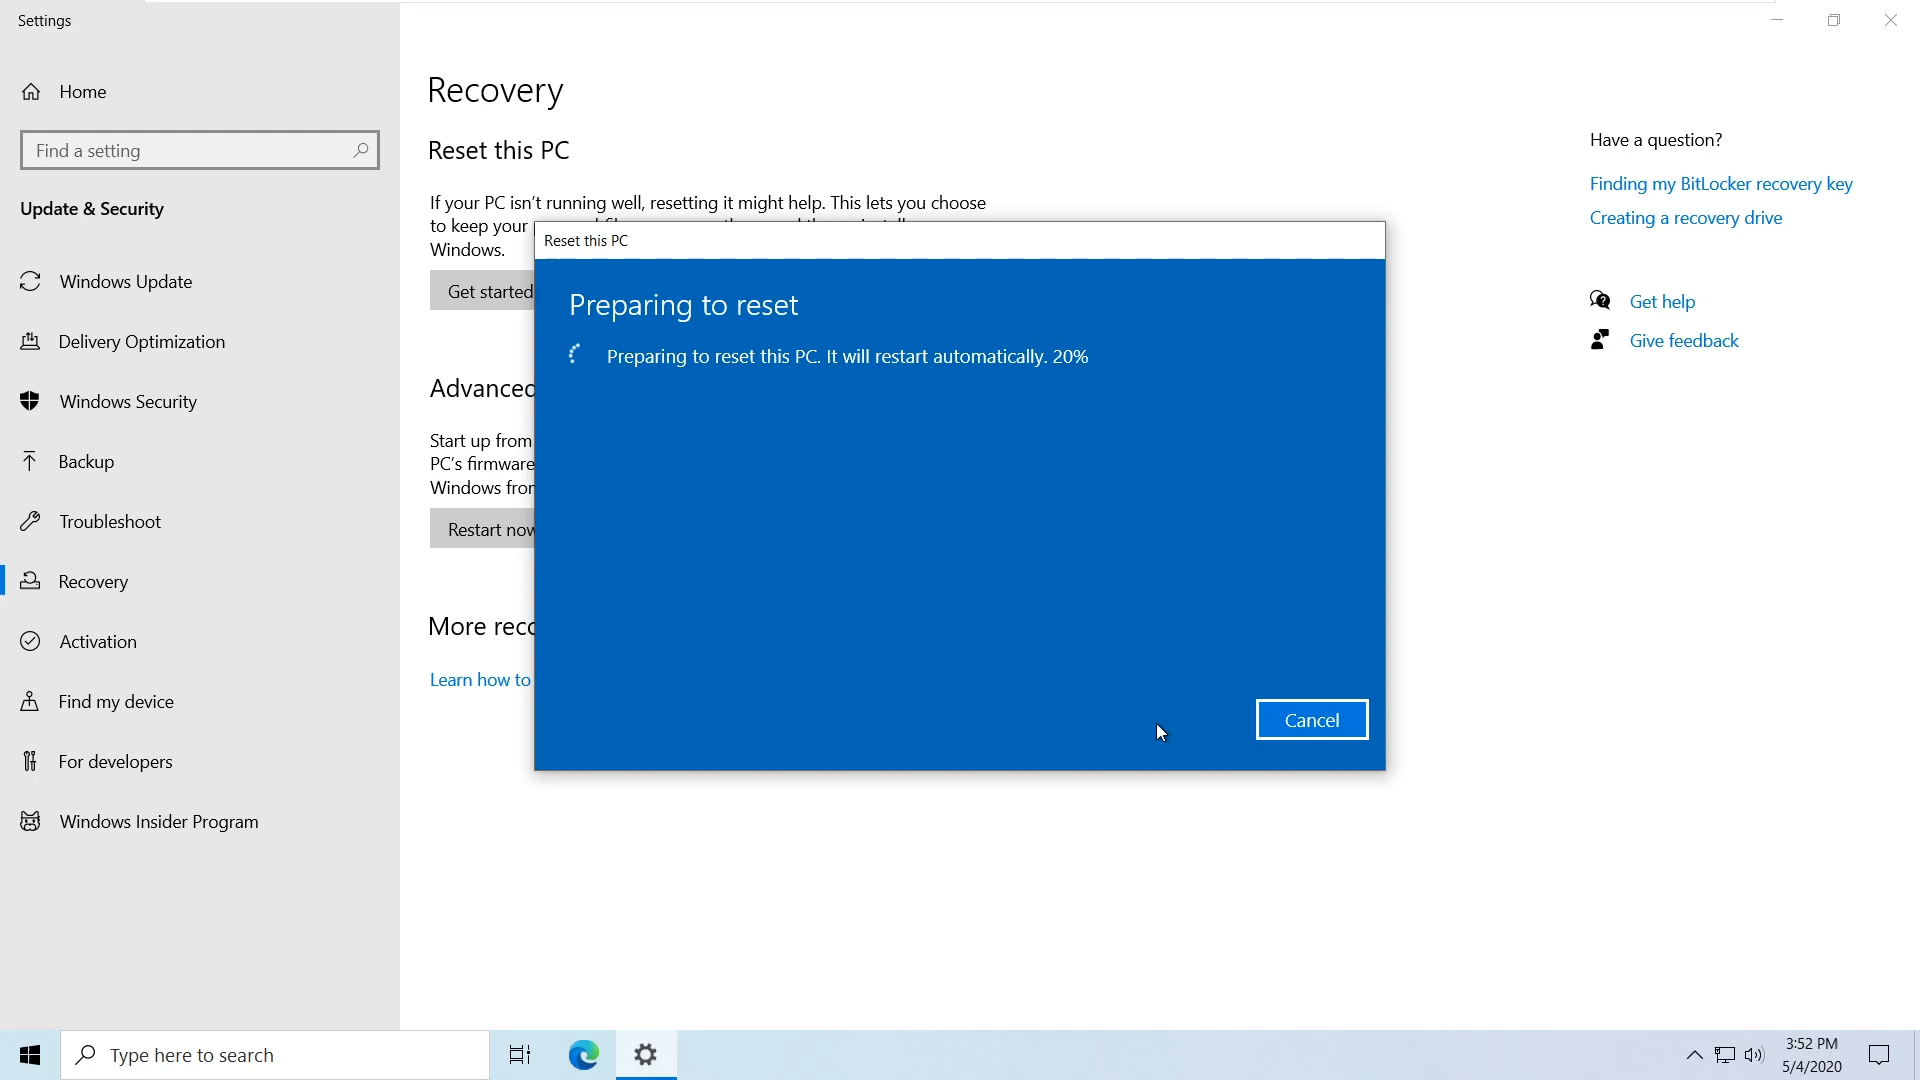 Settings
Home
Find a setting
Update & Security
Windows Update
Delivery Optimization
Windows Security
Backup
Troubleshoot
Recovery
Activation
Find my device
For developers
Windows Insider Program
Recovery
Reset this PC
If your PC isn't running well, resetting it might help. This lets you choose
to keep your
Windows.
Get started
Advanced
Start up from
PC's firmware
Windows from
Restart now
More reco
Learn how to
Reset this PC
Preparing to reset
Preparing to reset this PC. It will restart automatically. 20%
Cancel
Have a question?
Finding my BitLocker recovery key
Creating a recovery drive
Get help
Give feedback
Type here to search
3:52 PM
5/4/2020